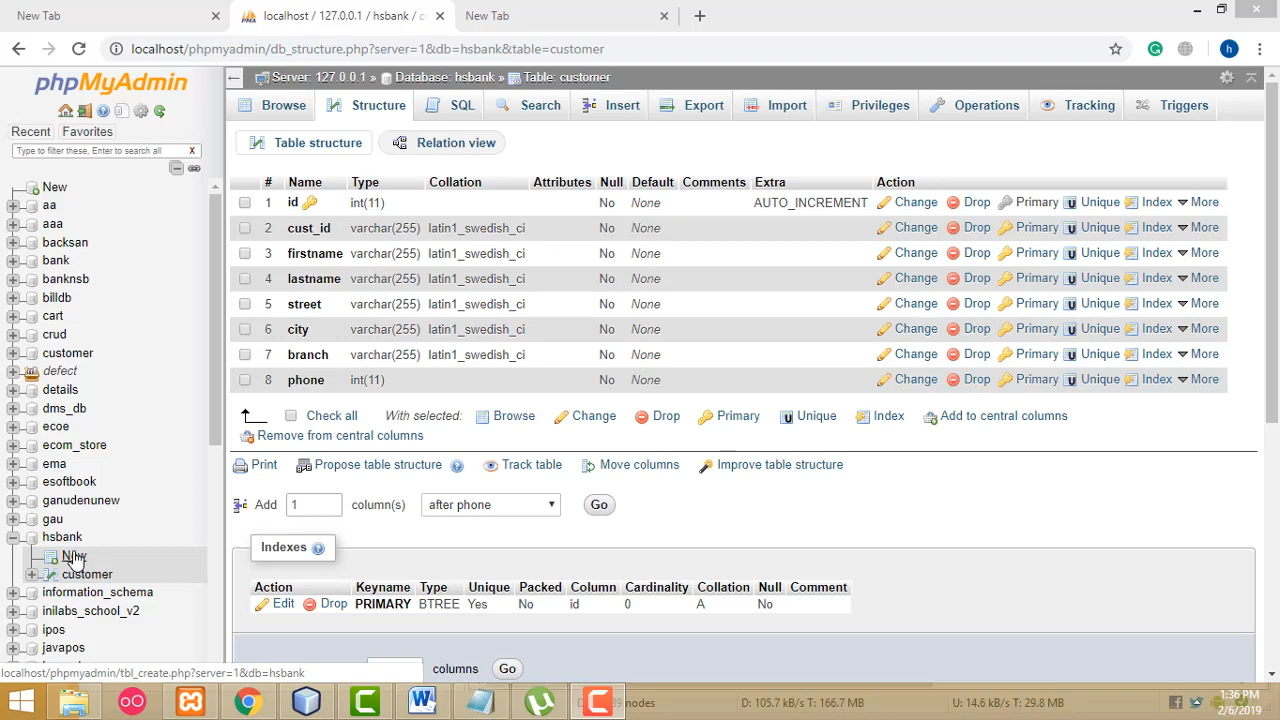 New Tab
localhost / 127.0.0.1 / hsbank / c
New Tab
localhost/phpmyadmin/db_structure.php?server=1&db=hsbank&table=customer
h
phpMyAdmin
Recent Favorites
Type to filter these, Enter to search all X
New
aa
aaa
backsan
bank
banknsb
billdb
cart
crud
customer
defect
details
dms_db
ecoe
ecom_store
ema
esoftbook
ganudenunew
gau
hsbank
New
customer
information_schema
inilabs_school_v2
ipos
javapos
localhost/phpmyadmin/tbl_create.php?server=1&db=hsbank
Server: 127.0.0.1 » Database: hsbank » Table: customer
Browse Structure SQL Search Insert Export Import Privileges Operations Tracking Triggers
Table structure Relation view
# Name Type Collation Attributes Null Default Comments Extra Action
1 id int(11) No None AUTO_INCREMENT Change Drop Primary Unique Index More
2 cust_id varchar(255) latin1_swedish_ci No None Change Drop Primary Unique Index More
3 firstname varchar(255) latin1_swedish_ci No None Change Drop Primary Unique Index More
4 lastname varchar(255) latin1_swedish_ci No None Change Drop Primary Unique Index More
5 street varchar(255) latin1_swedish_ci No None Change Drop Primary Unique Index More
6 city varchar(255) latin1_swedish_ci No None Change Drop Primary Unique Index More
7 branch varchar(255) latin1_swedish_ci No None Change Drop Primary Unique Index More
8 phone int(11) No None Change Drop Primary Unique Index More
Check all With selected: Browse Change Drop Primary Unique Index Add to central columns
Remove from central columns
Print Propose table structure Track table Move columns Improve table structure
Add 1 column(s) after phone Go
Indexes
Action Keyname Type Unique Packed Column Cardinality Collation Null Comment
Edit Drop PRIMARY BTREE Yes No id 0 A No
columns Go
nodes D: 105.7 kB/s T: 166.7 MB U: 14.6 kB/s T: 29.8 MB
1:36 PM
2/6/2019